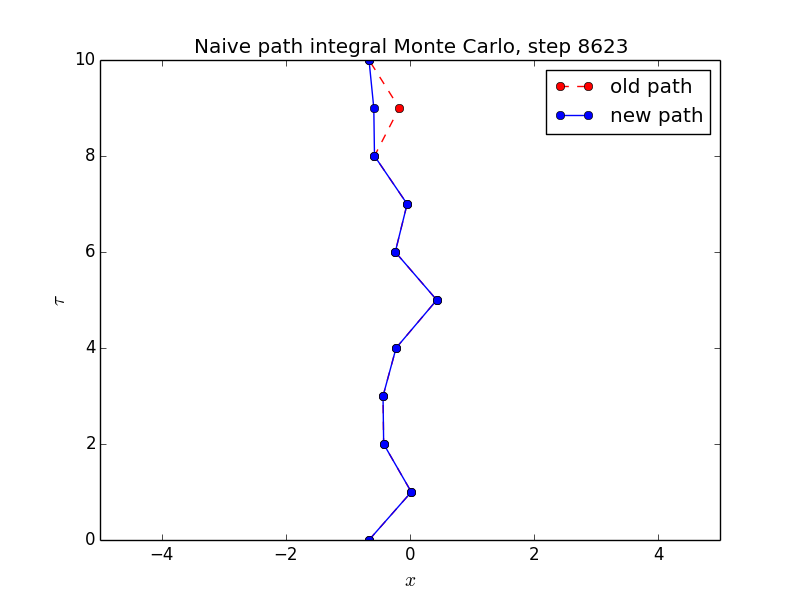 Naive path integral Monte Carlo, step 8623
old path
new path
10
8
6
4
2
0
τ
−4 −2 0 2 4
x